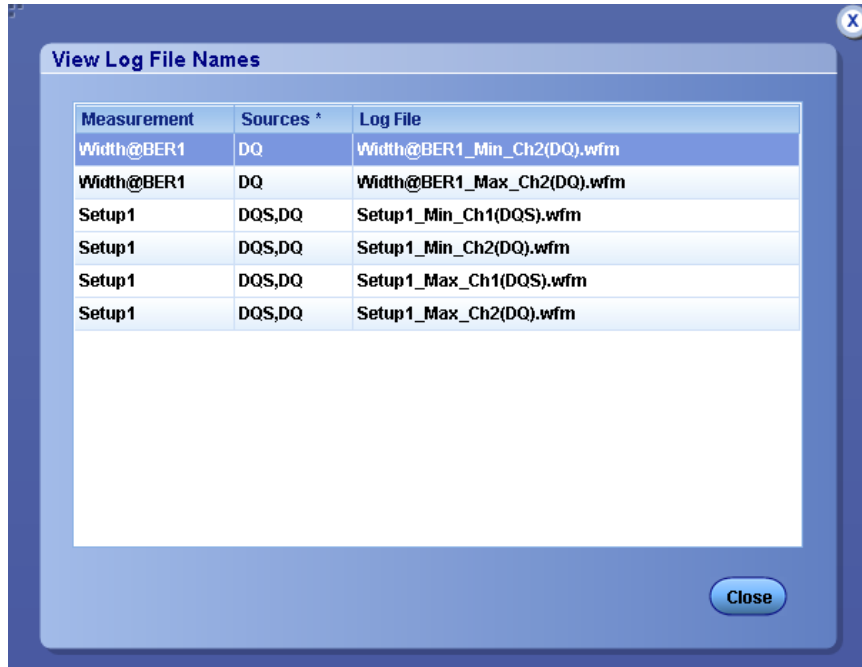 X
View Log File Names
Measurement Sources * Log File
Width@BER1 DQ Width@BER1_Min_Ch2(DQ).wfm
Width@BER1 DQ Width@BER1_Max_Ch2(DQ).wfm
Setup1 DQS,DQ Setup1_Min_Ch1(DQS).wfm
Setup1 DQS,DQ Setup1_Min_Ch2(DQ).wfm
Setup1 DQS,DQ Setup1_Max_Ch1(DQS).wfm
Setup1 DQS,DQ Setup1_Max_Ch2(DQ).wfm
Close